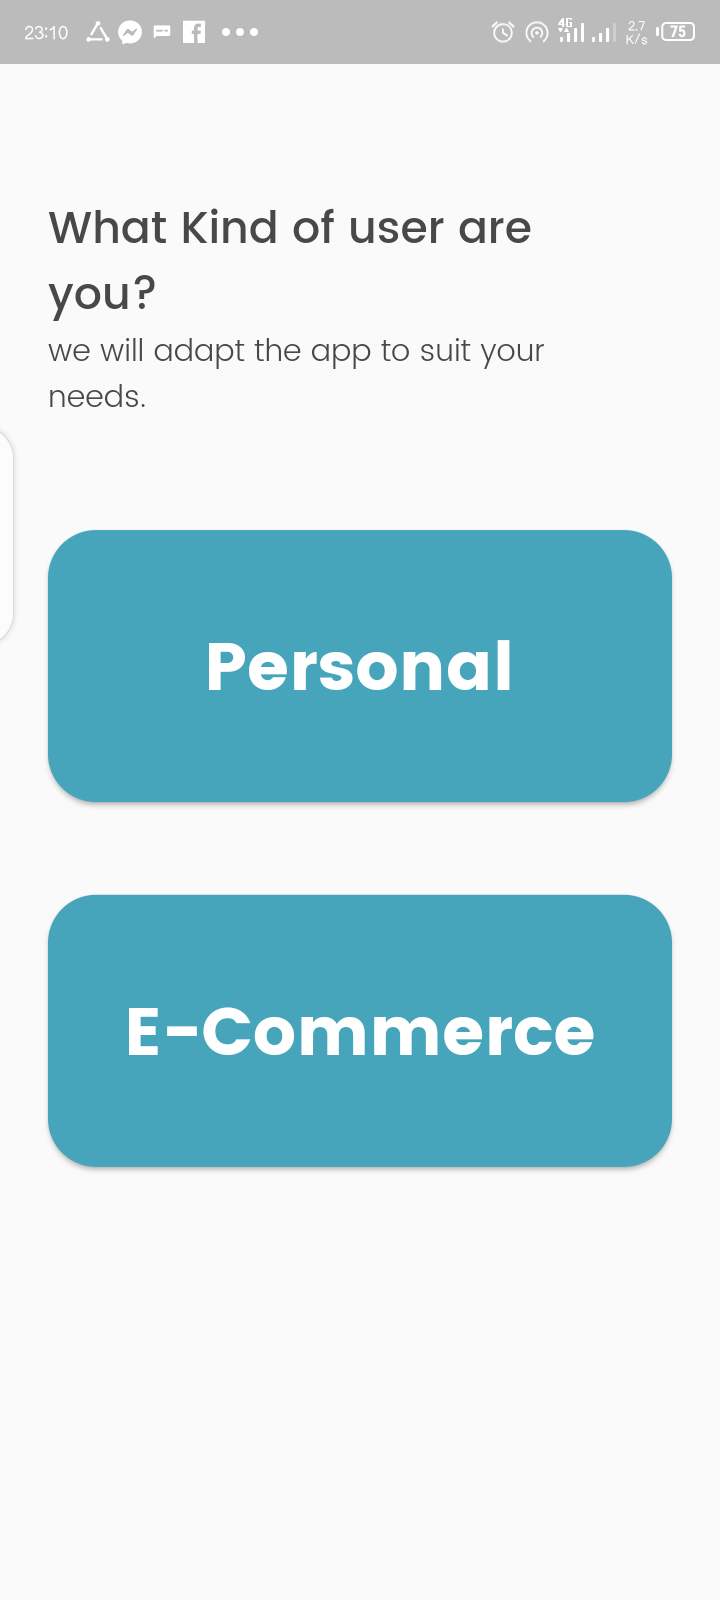 23:10 4G 2.7 K/s 75
What Kind of user are
you?
we will adapt the app to suit your
needs.
Personal
E-Commerce